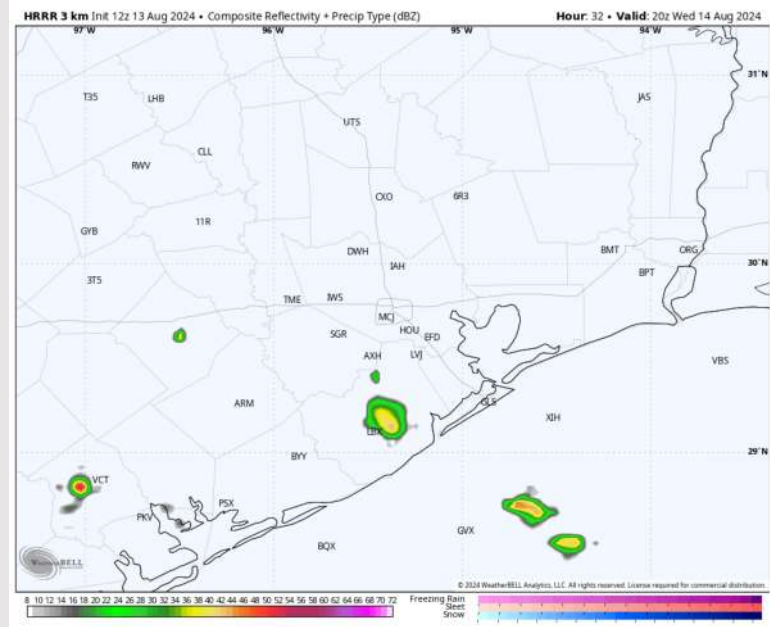 HRRR 3 km Init 12z 13 Aug 2024 • Composite Reflectivity + Precip Type (dBZ) Hour: 32 • Valid: 20z Wed 14 Aug 2024
97°W 96°W 95°W 94°W
31°N
T35 LHB JAS
UTS
CLL
RWV
CXO 6R3
11R
GYB
DWH BMT ORG
IAH 30°N
3T5 BPT
TME IWS
MCJ
SGR HOU EFD
AXH LVJ VBS
ARM GLS
XIH
LBX
BYY 29°N
VCT
PSX
PKV GVX
BQX
WEATHERBELL
© 2024 WeatherBELL Analytics, LLC. All rights reserved. License required for commercial distribution.
8 10 12 14 16 18 20 22 24 26 28 30 32 34 36 38 40 42 44 46 48 50 52 54 56 58 60 62 64 66 68 70 72
Freezing Rain
Sleet
Snow